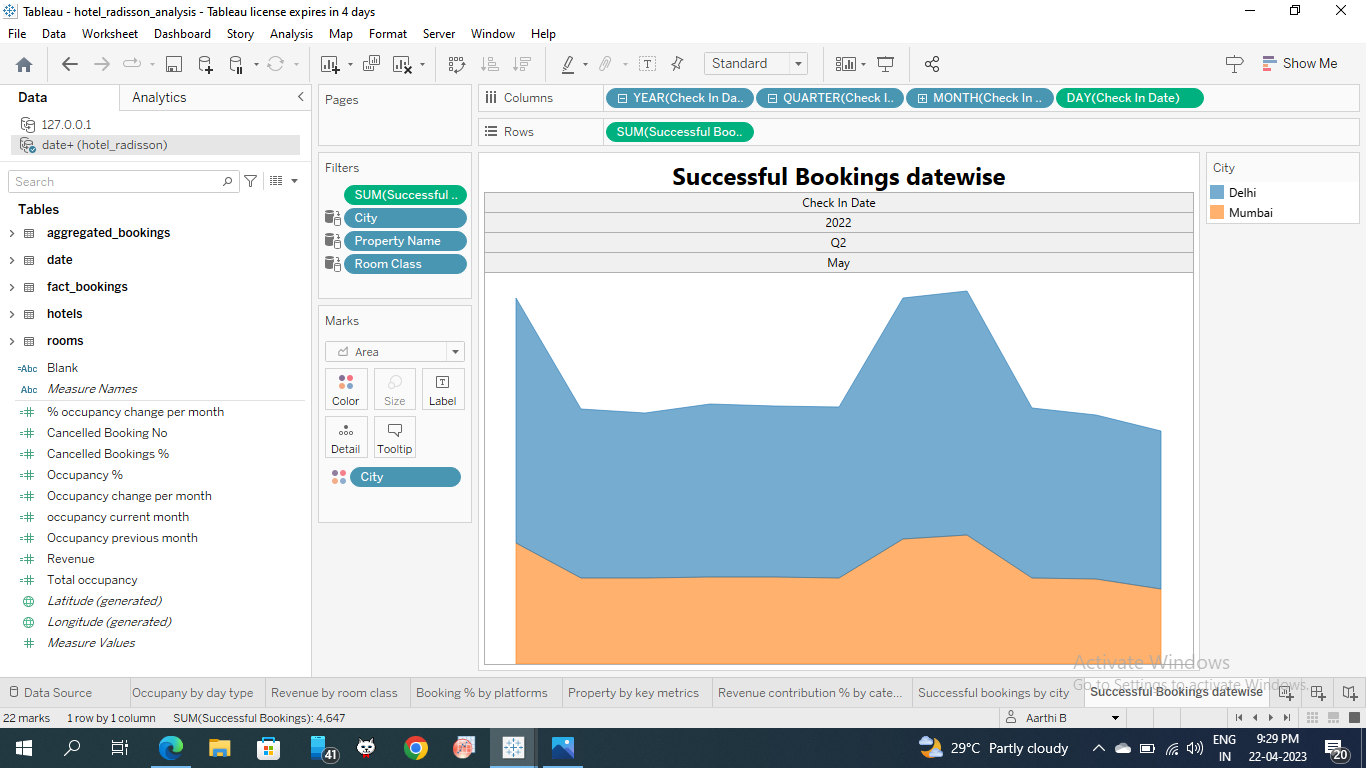 Tableau - hotel_radisson_analysis - Tableau license expires in 4 days
File Data Worksheet Dashboard Story Analysis Map Format Server Window Help
Standard Show Me
Data Analytics
127.0.0.1
date+ (hotel_radisson)
Search
Tables
aggregated_bookings
date
fact_bookings
hotels
rooms
=Abc Blank
Abc Measure Names
=# % occupancy change per month
=# Cancelled Booking No
=# Cancelled Bookings %
=# Occupancy %
=# Occupancy change per month
=# occupancy current month
=# Occupancy previous month
=# Revenue
=# Total occupancy
Latitude (generated)
Longitude (generated)
# Measure Values
Pages
Filters
SUM(Successful ..
City
Property Name
Room Class
Marks
Area
Color Size Label
Detail Tooltip
City
Columns YEAR(Check In Da.. QUARTER(Check I.. MONTH(Check In .. DAY(Check In Date)
Rows SUM(Successful Boo..
Successful Bookings datewise
Check In Date
2022
Q2
May
City
Delhi
Mumbai
Activate Windows
Go to Settings to activate Windows.
Data Source Occupany by day type Revenue by room class Booking % by platforms Property by key metrics Revenue contribution % by cate... Successful bookings by city Successful Bookings datewise
22 marks 1 row by 1 column SUM(Successful Bookings): 4,647 Aarthi B
41 29°C Partly cloudy ENG 9:29 PM
IN 22-04-2023 20